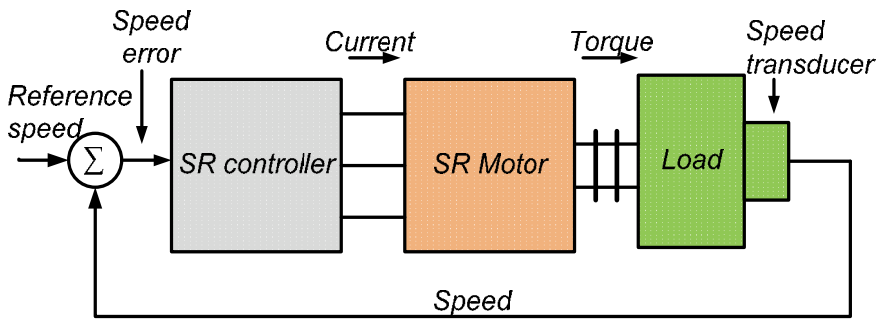 Speed
error
Current
Torque
Speed
transducer
Reference
speed
Σ
SR controller
SR Motor
Load
Speed